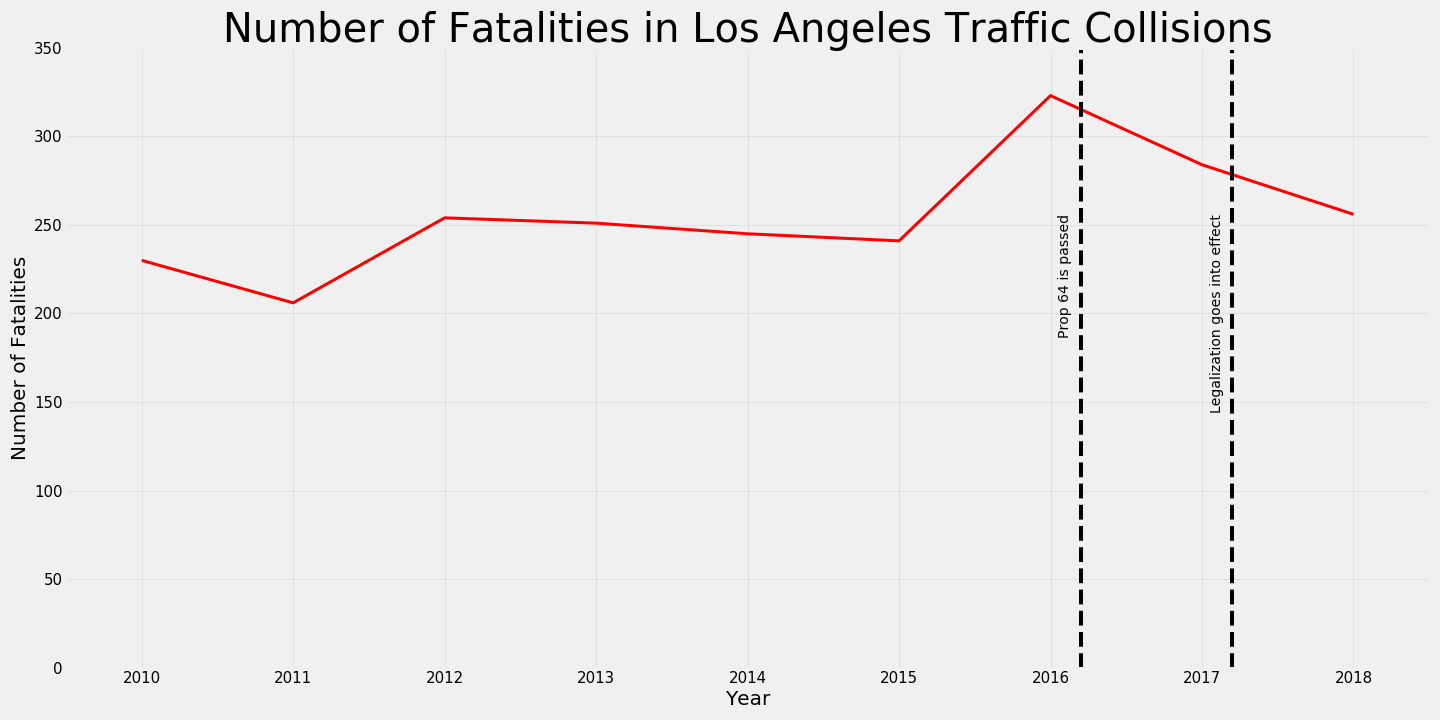 Number of Fatalities in Los Angeles Traffic Collisions
Number of Fatalities
350
300
250
200
150
100
50
0
Prop 64 is passed
Legalization goes into effect
2010 2011 2012 2013 2014 2015 2016 2017 2018
Year